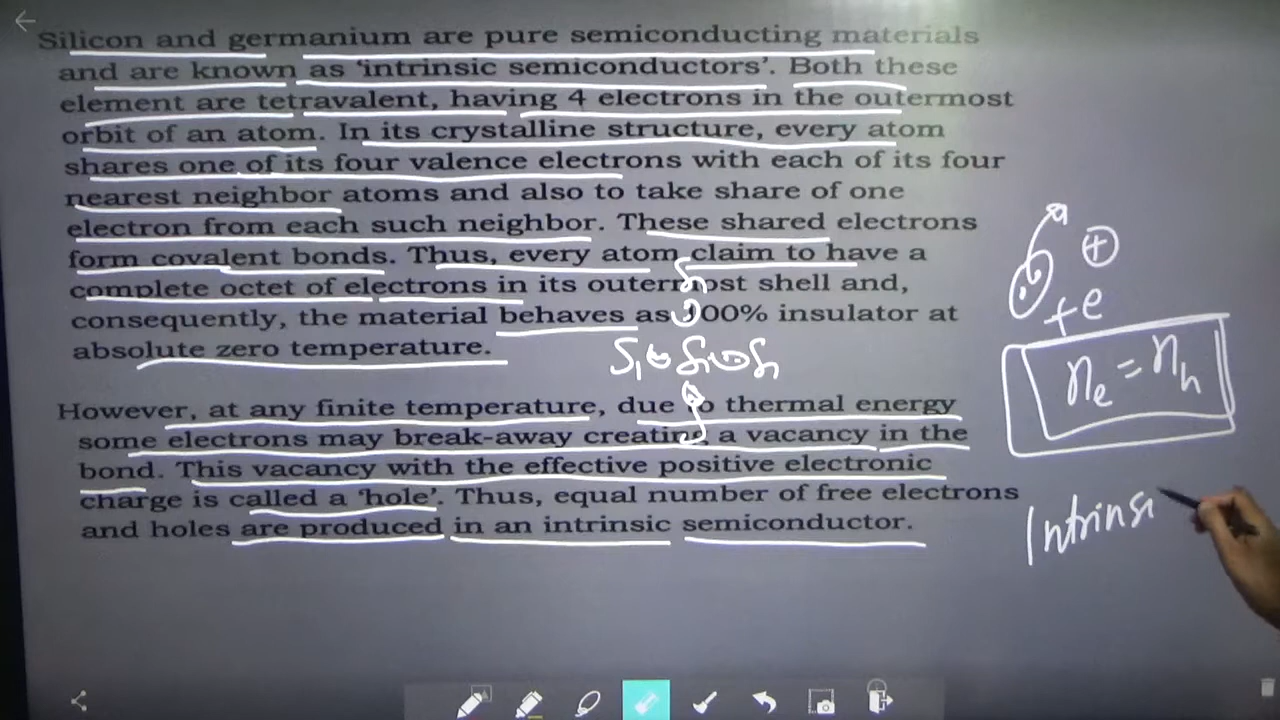 Silicon and germanium are pure semiconducting materials
and are known as 'intrinsic semiconductors'. Both these
element are tetravalent, having 4 electrons in the outermost
orbit of an atom. In its crystalline structure, every atom
shares one of its four valence electrons with each of its four
nearest neighbor atoms and also to take share of one
electron from each such neighbor. These shared electrons
form covalent bonds. Thus, every atom claim to have a
complete octet of electrons in its outermost shell and,
consequently, the material behaves as 100% insulator at
absolute zero temperature.
Si Si Si
However, at any finite temperature, due to thermal energy
some electrons may break-away creating a vacancy in the
bond. This vacancy with the effective positive electronic
charge is called a 'hole'. Thus, equal number of free electrons
and holes are produced in an intrinsic semiconductor.
+
+e
ne = nh
Intrinsi